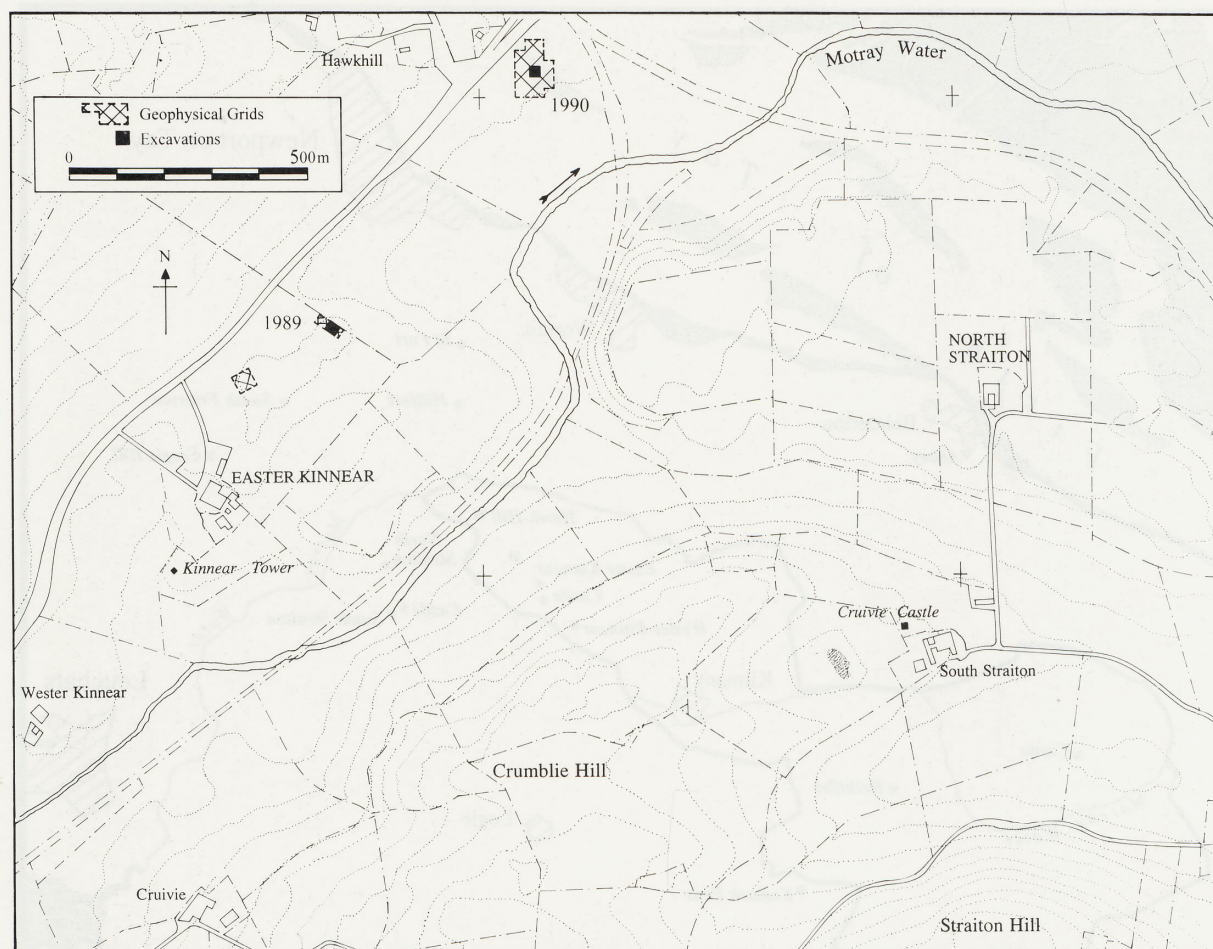 Hawkhill
Motray Water
1990
Geophysical Grids
Excavations
0 500m
N
1989
NORTH
STRAITON
EASTER KINNEAR
Kinnear Tower
Cruivie Castle
South Straiton
Wester Kinnear
Crumblie Hill
Cruivie
Straiton Hill